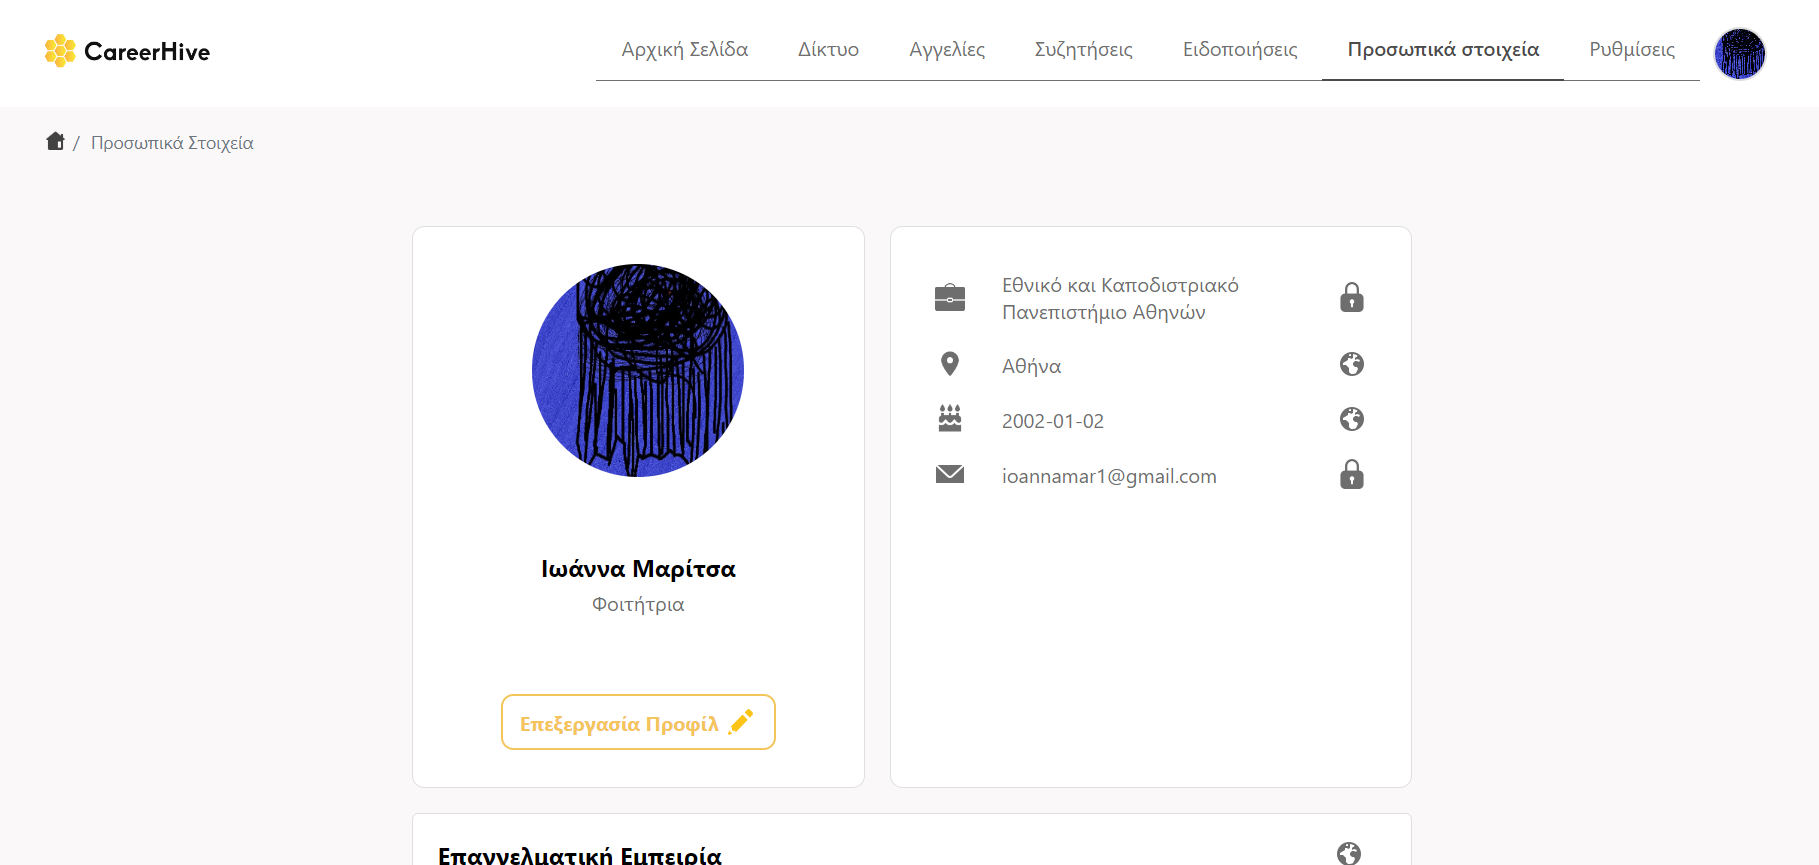 CareerHive
Αρχική Σελίδα
Δίκτυο
Αγγελίες
Συζητήσεις
Ειδοποιήσεις
Προσωπικά στοιχεία
Ρυθμίσεις
/ Προσωπικά Στοιχεία
Ιωάννα Μαρίτσα
Φοιτήτρια
Επεξεργασία Προφίλ
Εθνικό και Καποδιστριακό
Πανεπιστήμιο Αθηνών
Αθήνα
2002-01-02
ioannamar1@gmail.com
Επαγγελματική Εμπειρία